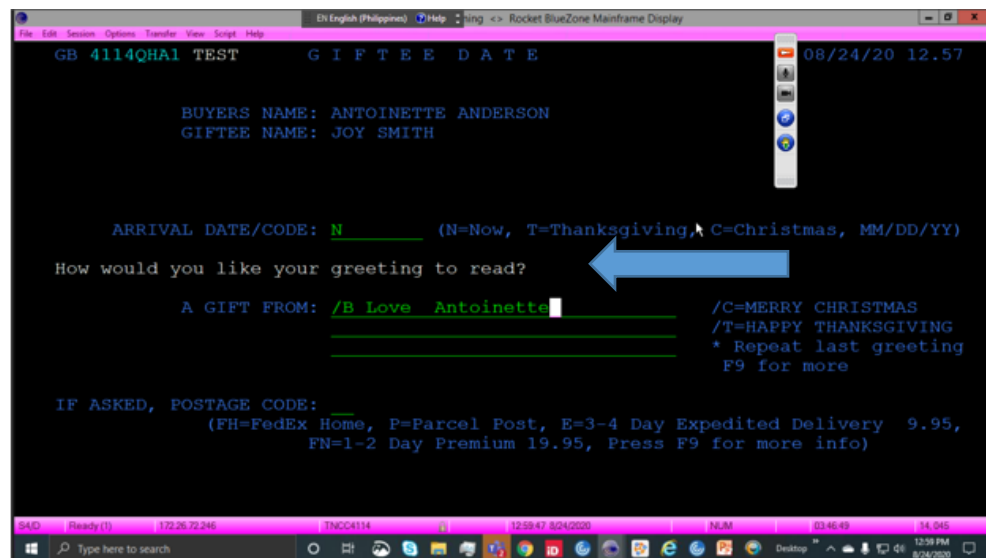 EN English (Philippines) Help ning <> Rocket BlueZone Mainframe Display
File Edit Session Options Transfer View Script Help
GB 4114QHA1 TEST G I F T E E D A T E 08/24/20 12.57
BUYERS NAME: ANTOINETTE ANDERSON
GIFTEE NAME: JOY SMITH
ARRIVAL DATE/CODE: N (N=Now, T=Thanksgiving, C=Christmas, MM/DD/YY)
How would you like your greeting to read?
A GIFT FROM: /B Love Antoinette /C=MERRY CHRISTMAS
/T=HAPPY THANKSGIVING
* Repeat last greeting
F9 for more
IF ASKED, POSTAGE CODE:
(FH=FedEx Home, P=Parcel Post, E=3-4 Day Expedited Delivery 9.95,
FN=1-2 Day Premium 19.95, Press F9 for more info)
S4/D Ready (1) 172.26.72.246 TNCC4114 12:59:47 8/24/2020 NUM 03:46:49 14, 045
Type here to search Desktop 12:59 PM
8/24/2020